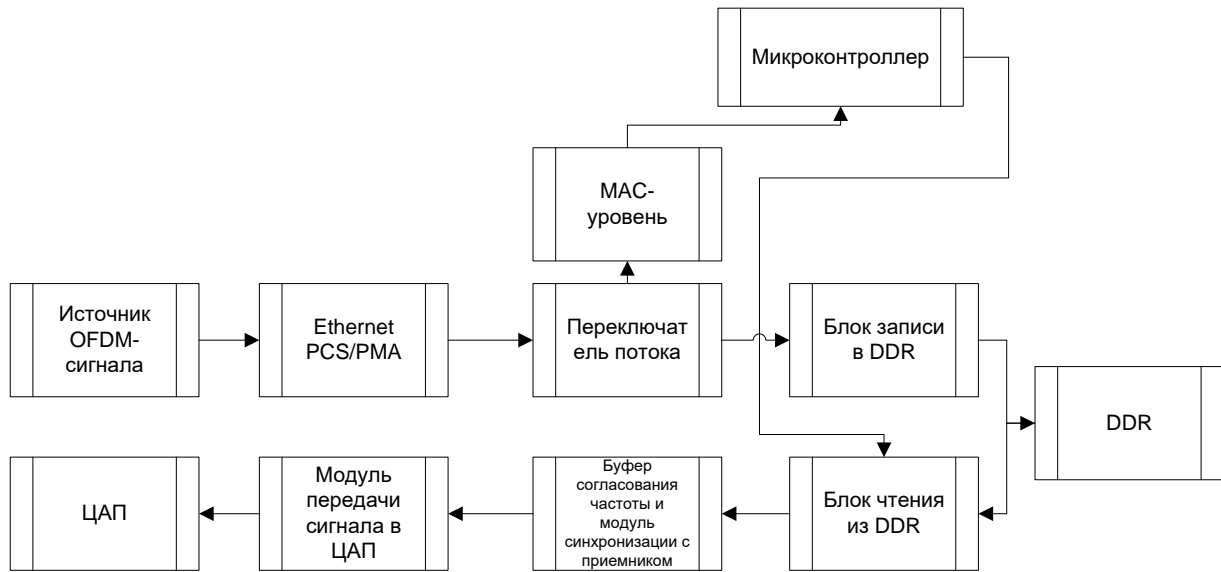 Микроконтроллер
MAC-
уровень
Источник
OFDM-
сигнала
Ethernet
PCS/PMA
Переключат
ель потока
Блок записи
в DDR
DDR
ЦАП
Модуль
передачи
сигнала в
ЦАП
Буфер
согласования
частоты и
модуль
синхронизации с
приемником
Блок чтения
из DDR